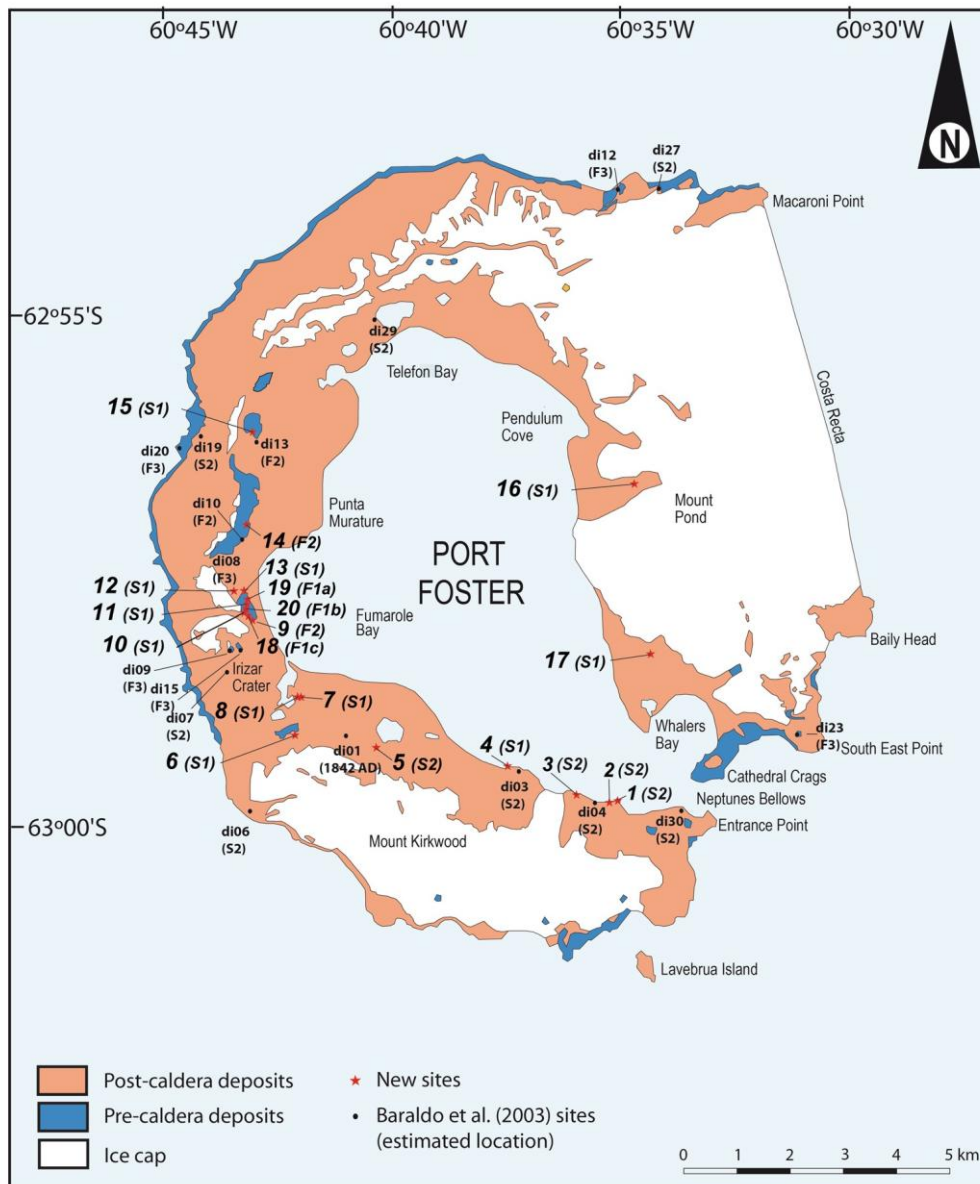 60°45'W
60°40'W
60°35'W
60°30'W
N
di12
(F3)
di27
(S2)
Macaroni Point
62°55'S
di29
(S2)
Telefon Bay
Costa Recta
15 (S1)
Pendulum
Cove
di20
(F3)
di19
(S2)
di13
(F2)
16 (S1)
di10
(F2)
Punta
Murature
Mount
Pond
14 (F2)
PORT
FOSTER
di08
(F3)
13 (S1)
12 (S1)
19 (F1a)
11 (S1)
20 (F1b)
Fumarole
Bay
9 (F2)
10 (S1)
18 (F1c)
Baily Head
17 (S1)
di09
(F3)
Irizar
Crater
di15
(F3)
di07
(S2)
8 (S1)
7 (S1)
Whalers
Bay
di23
(F3)
South East Point
6 (S1)
di01
(1842 AD)
5 (S2)
4 (S1)
3 (S2)
2 (S2)
1 (S2)
Cathedral Crags
Neptunes Bellows
di03
(S2)
di04
(S2)
di30
(S2)
Entrance Point
63°00'S
di06
(S2)
Mount Kirkwood
Lavebrua Island
Post-caldera deposits
New sites
Pre-caldera deposits
Baraldo et al. (2003) sites
(estimated location)
Ice cap
0 1 2 3 4 5 km